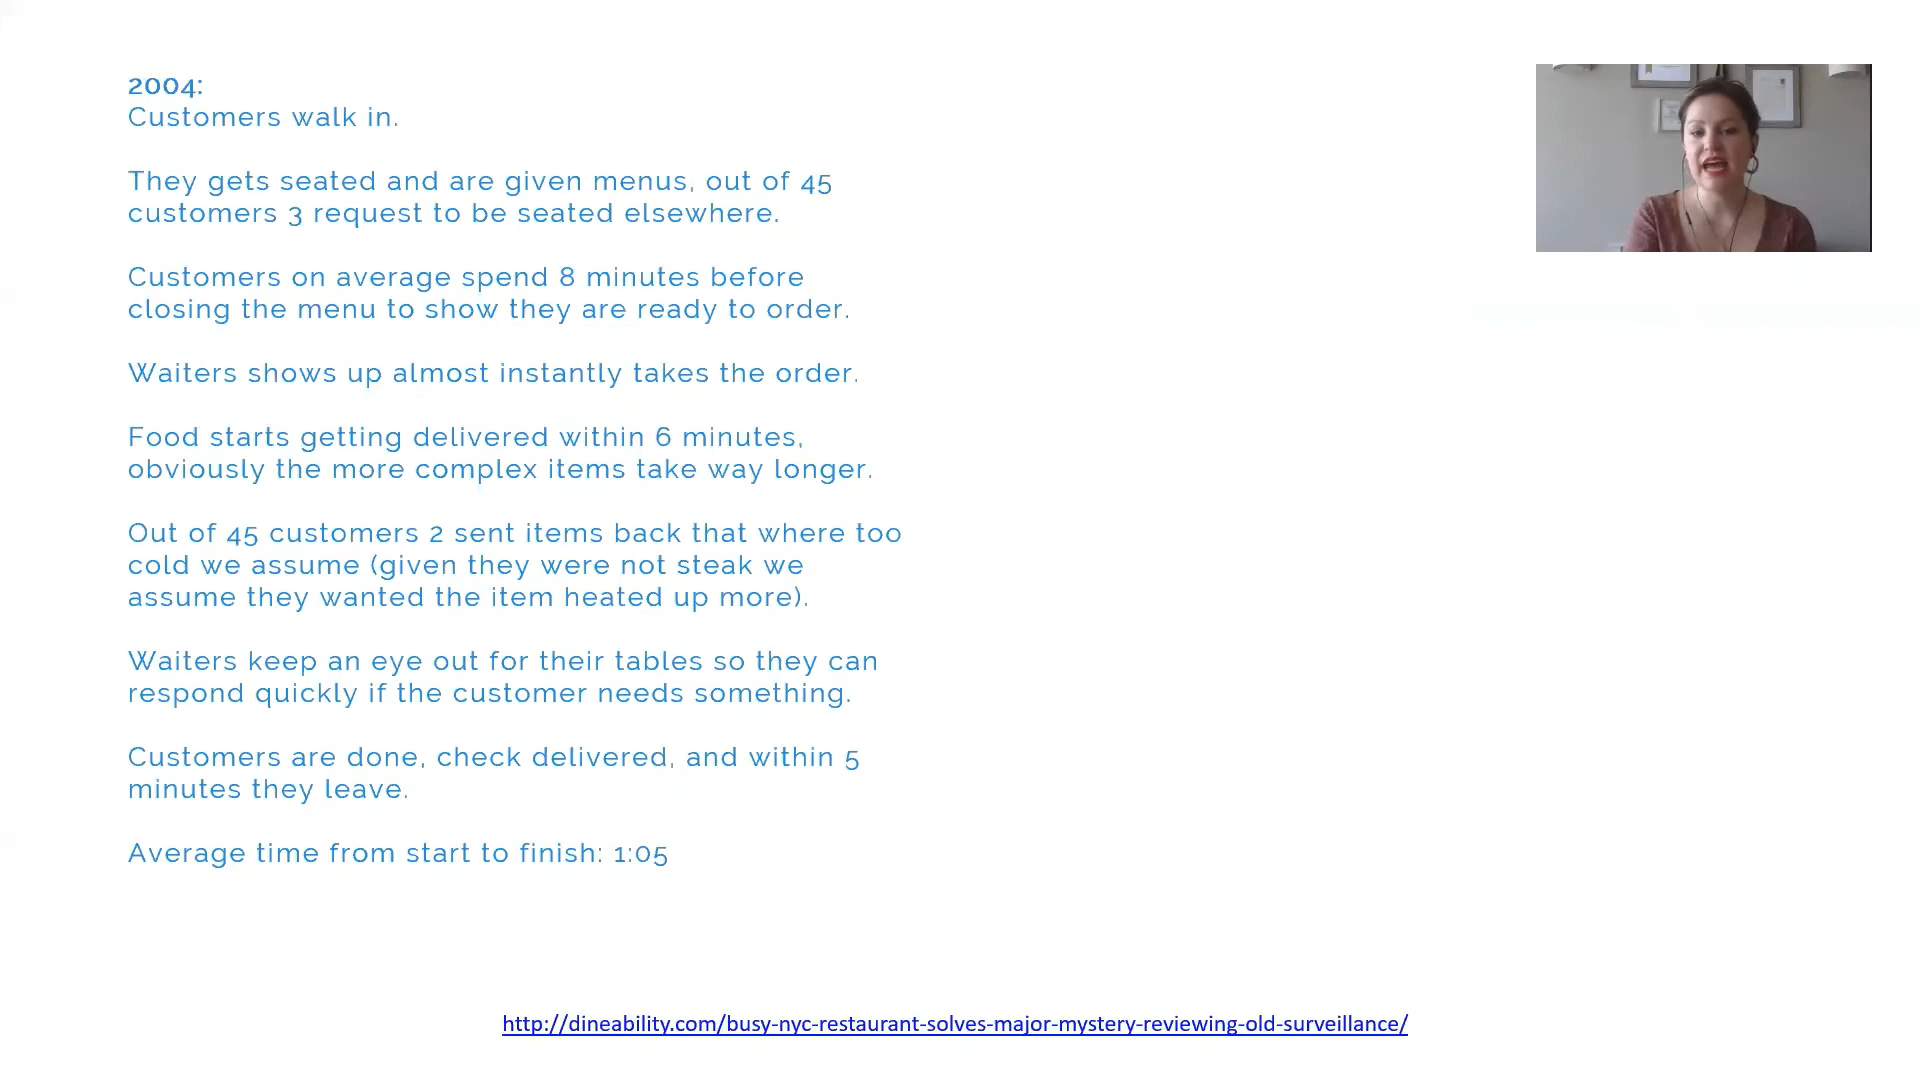 2004:
Customers walk in.
They gets seated and are given menus, out of 45
customers 3 request to be seated elsewhere.
Customers on average spend 8 minutes before
closing the menu to show they are ready to order.
Waiters shows up almost instantly takes the order.
Food starts getting delivered within 6 minutes,
obviously the more complex items take way longer.
Out of 45 customers 2 sent items back that where too
cold we assume (given they were not steak we
assume they wanted the item heated up more).
Waiters keep an eye out for their tables so they can
respond quickly if the customer needs something.
Customers are done, check delivered, and within 5
minutes they leave.
Average time from start to finish: 1:05
http://dineability.com/busy-nyc-restaurant-solves-major-mystery-reviewing-old-surveillance/